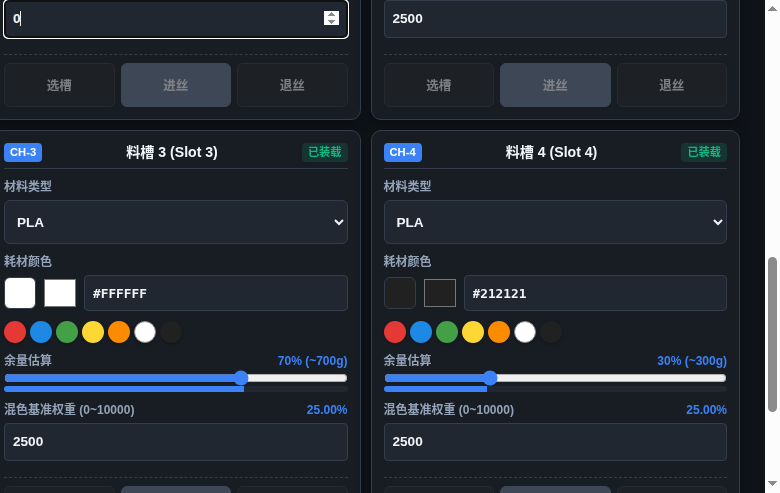 0
2500
选槽 进丝 退丝
选槽 进丝 退丝
CH-3 料槽 3 (Slot 3) 已装载
材料类型
PLA
耗材颜色
#FFFFFF
余量估算 70% (~700g)
混色基准权重 (0~10000) 25.00%
2500
CH-4 料槽 4 (Slot 4) 已装载
材料类型
PLA
耗材颜色
#212121
余量估算 30% (~300g)
混色基准权重 (0~10000) 25.00%
2500